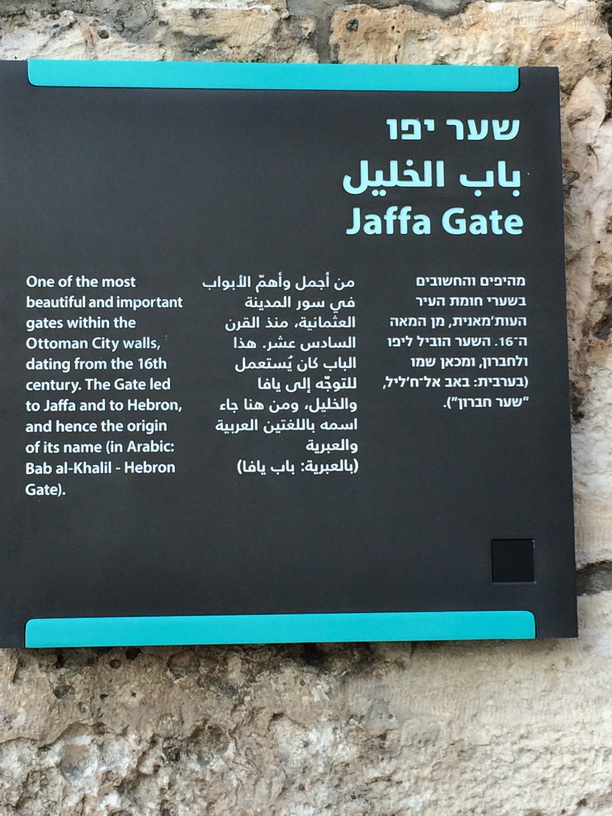 שער יפו
باب الخليل
Jaffa Gate
One of the most
beautiful and important
gates within the
Ottoman City walls,
dating from the 16th
century. The Gate led
to Jaffa and to Hebron,
and hence the origin
of its name (in Arabic:
Bab al-Khalil - Hebron
Gate).
من أجمل وأهمّ الأبواب
في سور المدينة
العثمانية، منذ القرن
السادس عشر. هذا
الباب كان يُستعمل
للتوجّه إلى يافا
والخليل، ومن هنا جاء
اسمه باللغتين العربية
والعبرية
(بالعبرية: باب يافا)
מהיפים והחשובים
בשערי חומת העיר
העות'מאנית, מן המאה
ה־16. השער הוביל ליפו
ולחברון, ומכאן שמו
(בערבית: באב אל־ח'ליל,
"שער חברון").